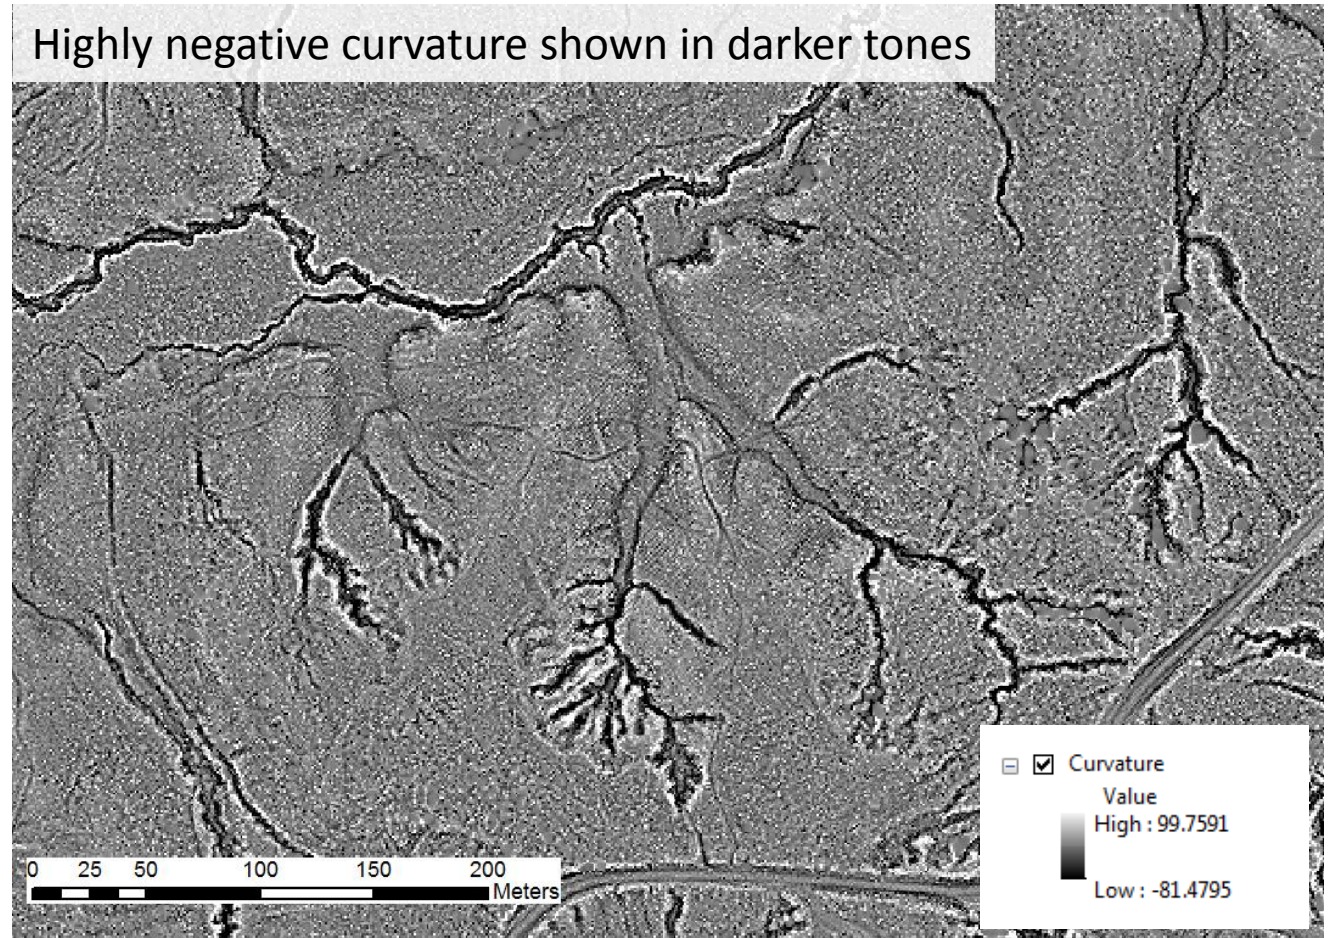 Highly negative curvature shown in darker tones
Curvature
Value
High : 99.7591
Low : -81.4795
0 25 50 100 150 200
Meters